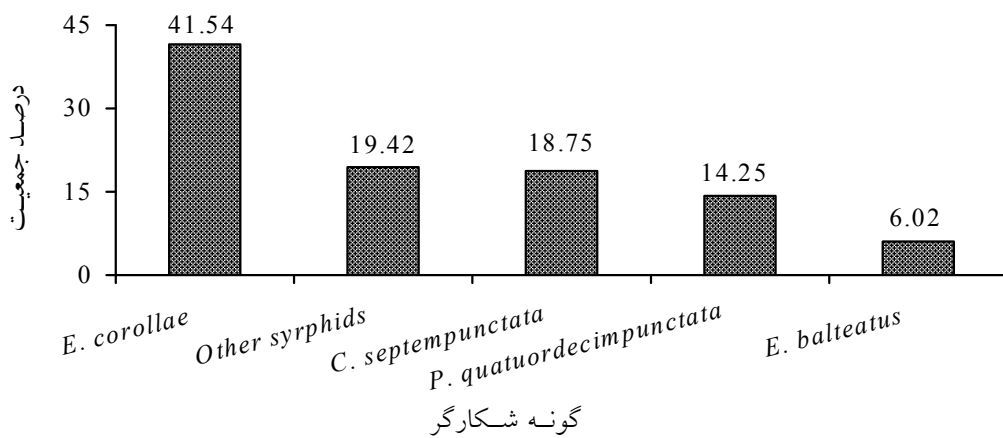 45
30
15
0
درصد جمعیت
41.54
19.42
18.75
14.25
6.02
E. corollae
Other syrphids
C. septempunctata
P. quatuordecimpunctata
E. balteatus
گونه شکارگر